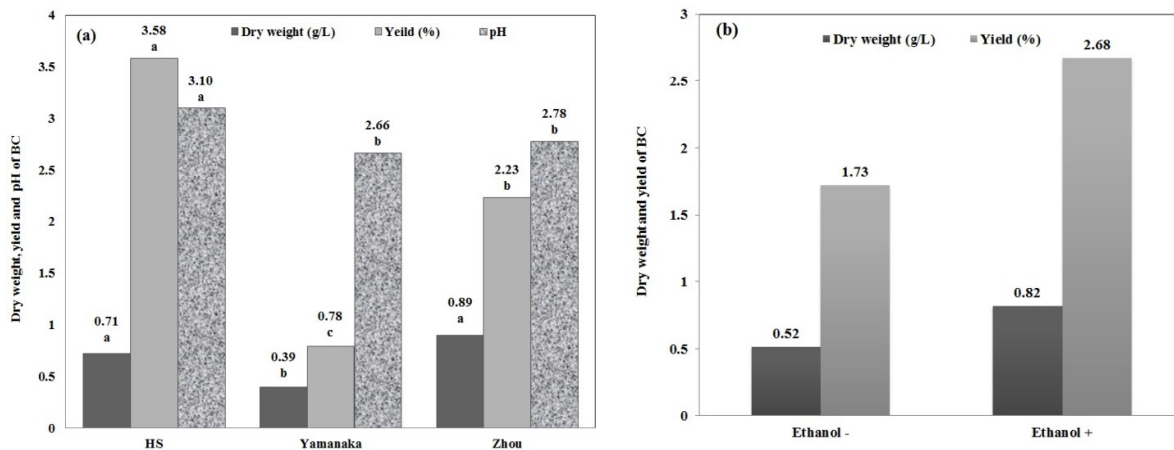 (a)
Dry weight (g/L) Yeild (%) pH
Dry weight, yield and pH of BC
4
3.5
3
2.5
2
1.5
1
0.5
0
0.71
a
3.58
a
3.10
a
0.39
b
0.78
c
2.66
b
0.89
a
2.23
b
2.78
b
HS Yamanaka Zhou
(b)
Dry weight (g/L) Yield (%)
Dry weight and yield of BC
3
2.5
2
1.5
1
0.5
0
0.52
1.73
0.82
2.68
Ethanol - Ethanol +